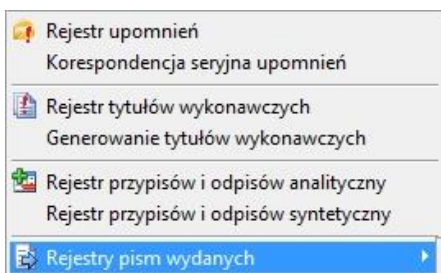 Rejestr upomnień
Korespondencja seryjna upomnień
Rejestr tytułów wykonawczych
Generowanie tytułów wykonawczych
Rejestr przypisów i odpisów analityczny
Rejestr przypisów i odpisów syntetyczny
Rejestry pism wydanych